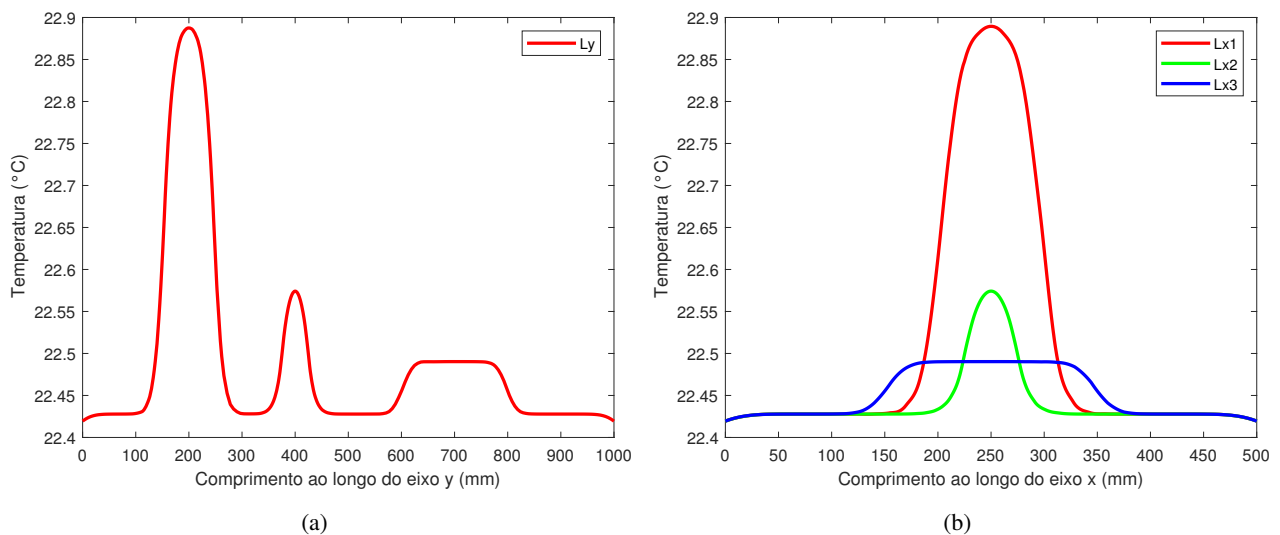 22.9
22.85
22.8
22.75
22.7
22.65
22.6
22.55
22.5
22.45
22.4
Temperatura (°C)
0 100 200 300 400 500 600 700 800 900 1000
Comprimento ao longo do eixo y (mm)
Ly
(a)
22.9
22.85
22.8
22.75
22.7
22.65
22.6
22.55
22.5
22.45
22.4
Temperatura (°C)
0 50 100 150 200 250 300 350 400 450 500
Comprimento ao longo do eixo x (mm)
Lx1
Lx2
Lx3
(b)